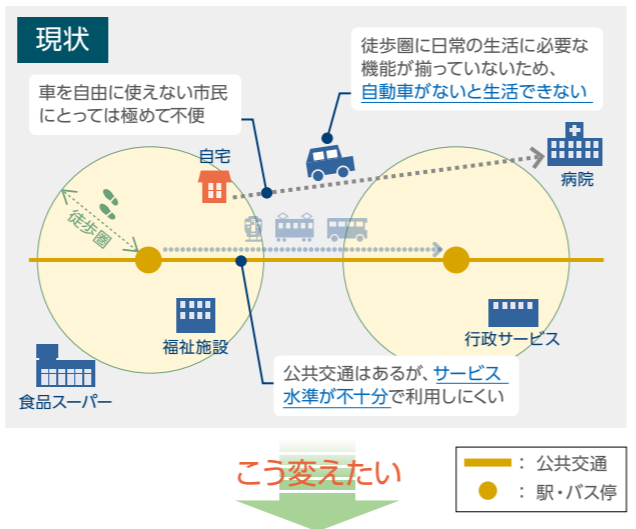 現状
徒歩圏に日常の生活に必要な
機能が揃っていないため、
自動車がないと生活できない
車を自由に使えない市民
にとっては極めて不便
自宅
病院
徒歩圏
福祉施設
行政サービス
食品スーパー
公共交通はあるが、サービス
水準が不十分で利用しにくい
こう変えたい
：公共交通
：駅・バス停